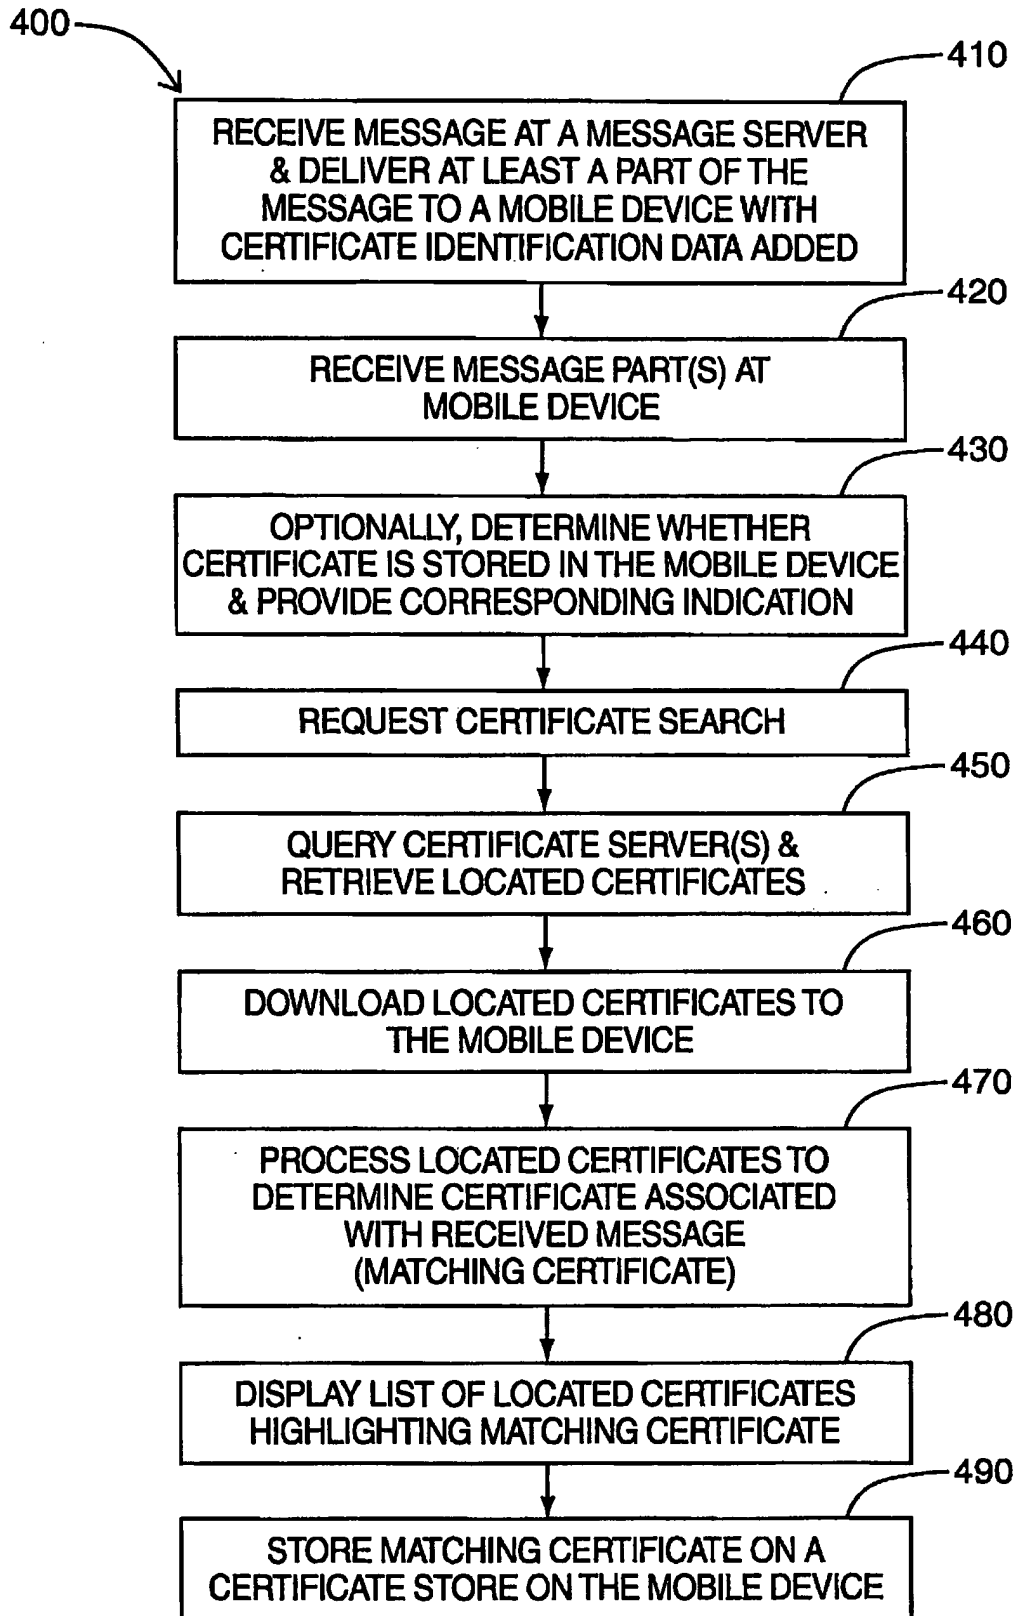 400
410
RECEIVE MESSAGE AT A MESSAGE SERVER
& DELIVER AT LEAST A PART OF THE
MESSAGE TO A MOBILE DEVICE WITH
CERTIFICATE IDENTIFICATION DATA ADDED
420
RECEIVE MESSAGE PART(S) AT
MOBILE DEVICE
430
OPTIONALLY, DETERMINE WHETHER
CERTIFICATE IS STORED IN THE MOBILE DEVICE
& PROVIDE CORRESPONDING INDICATION
440
REQUEST CERTIFICATE SEARCH
450
QUERY CERTIFICATE SERVER(S) &
RETRIEVE LOCATED CERTIFICATES
460
DOWNLOAD LOCATED CERTIFICATES TO
THE MOBILE DEVICE
470
PROCESS LOCATED CERTIFICATES TO
DETERMINE CERTIFICATE ASSOCIATED
WITH RECEIVED MESSAGE
(MATCHING CERTIFICATE)
480
DISPLAY LIST OF LOCATED CERTIFICATES
HIGHLIGHTING MATCHING CERTIFICATE
490
STORE MATCHING CERTIFICATE ON A
CERTIFICATE STORE ON THE MOBILE DEVICE